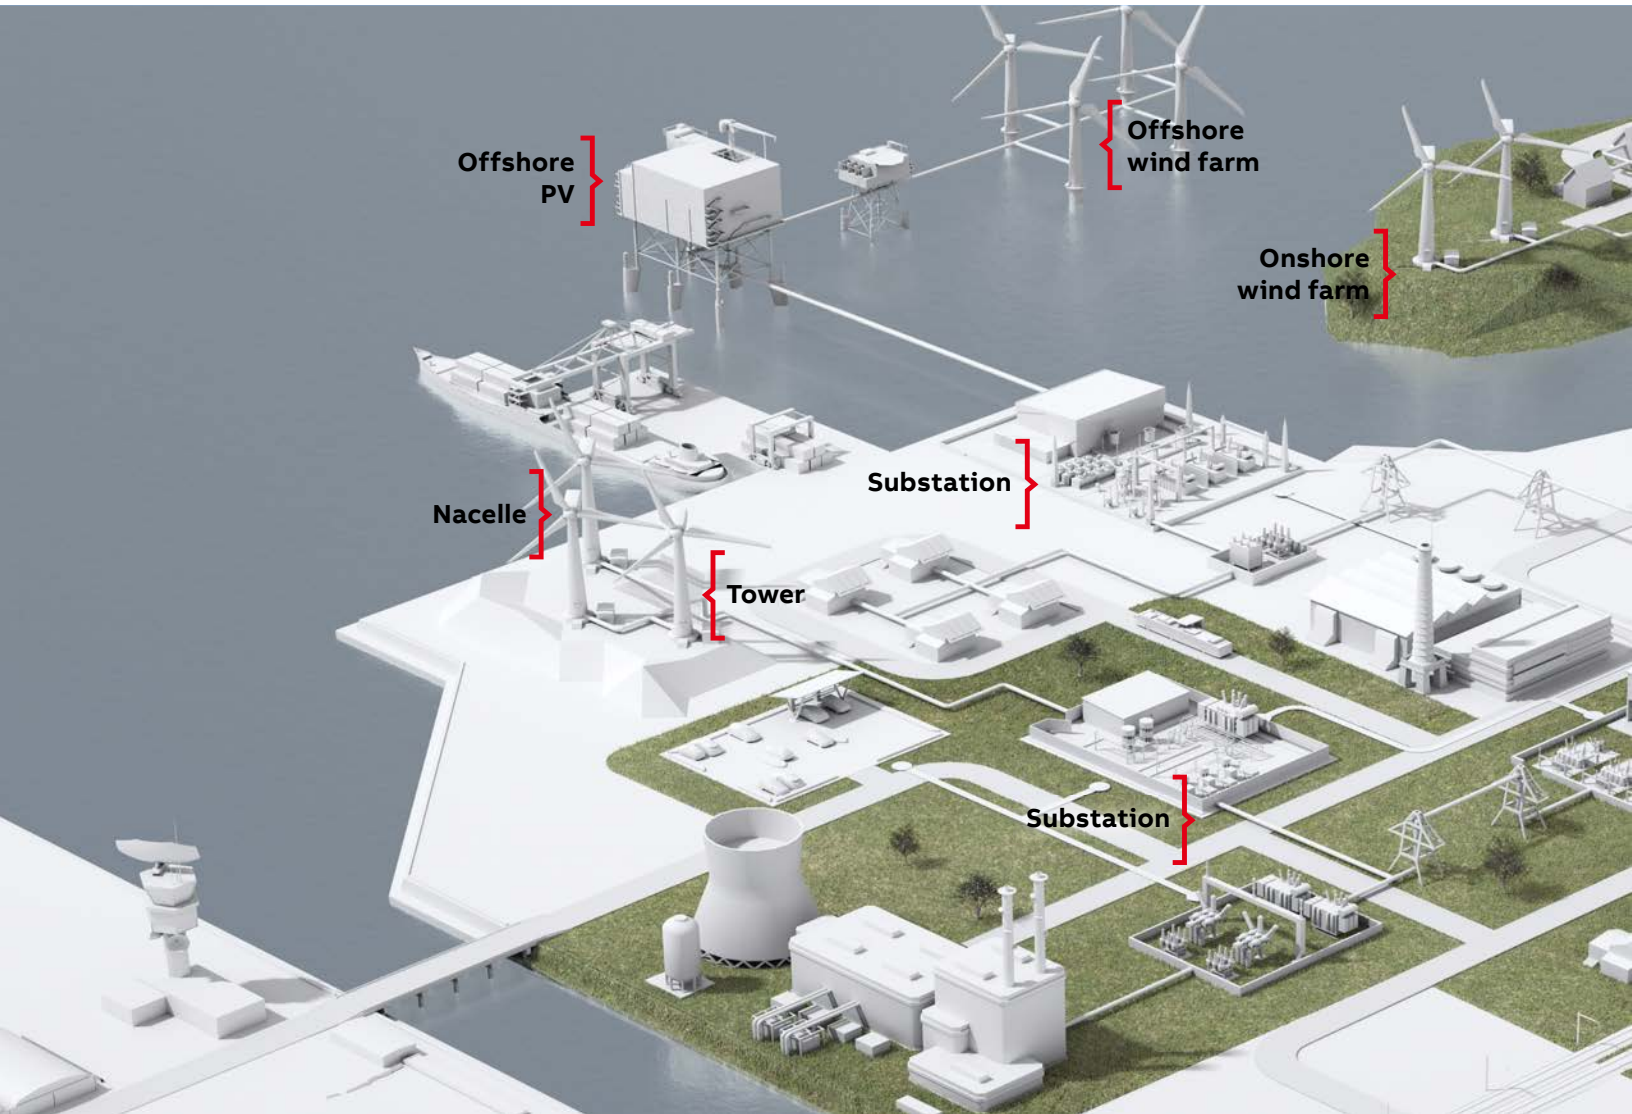 Offshore
wind farm
Offshore
PV
Onshore
wind farm
Substation
Nacelle
Tower
Substation